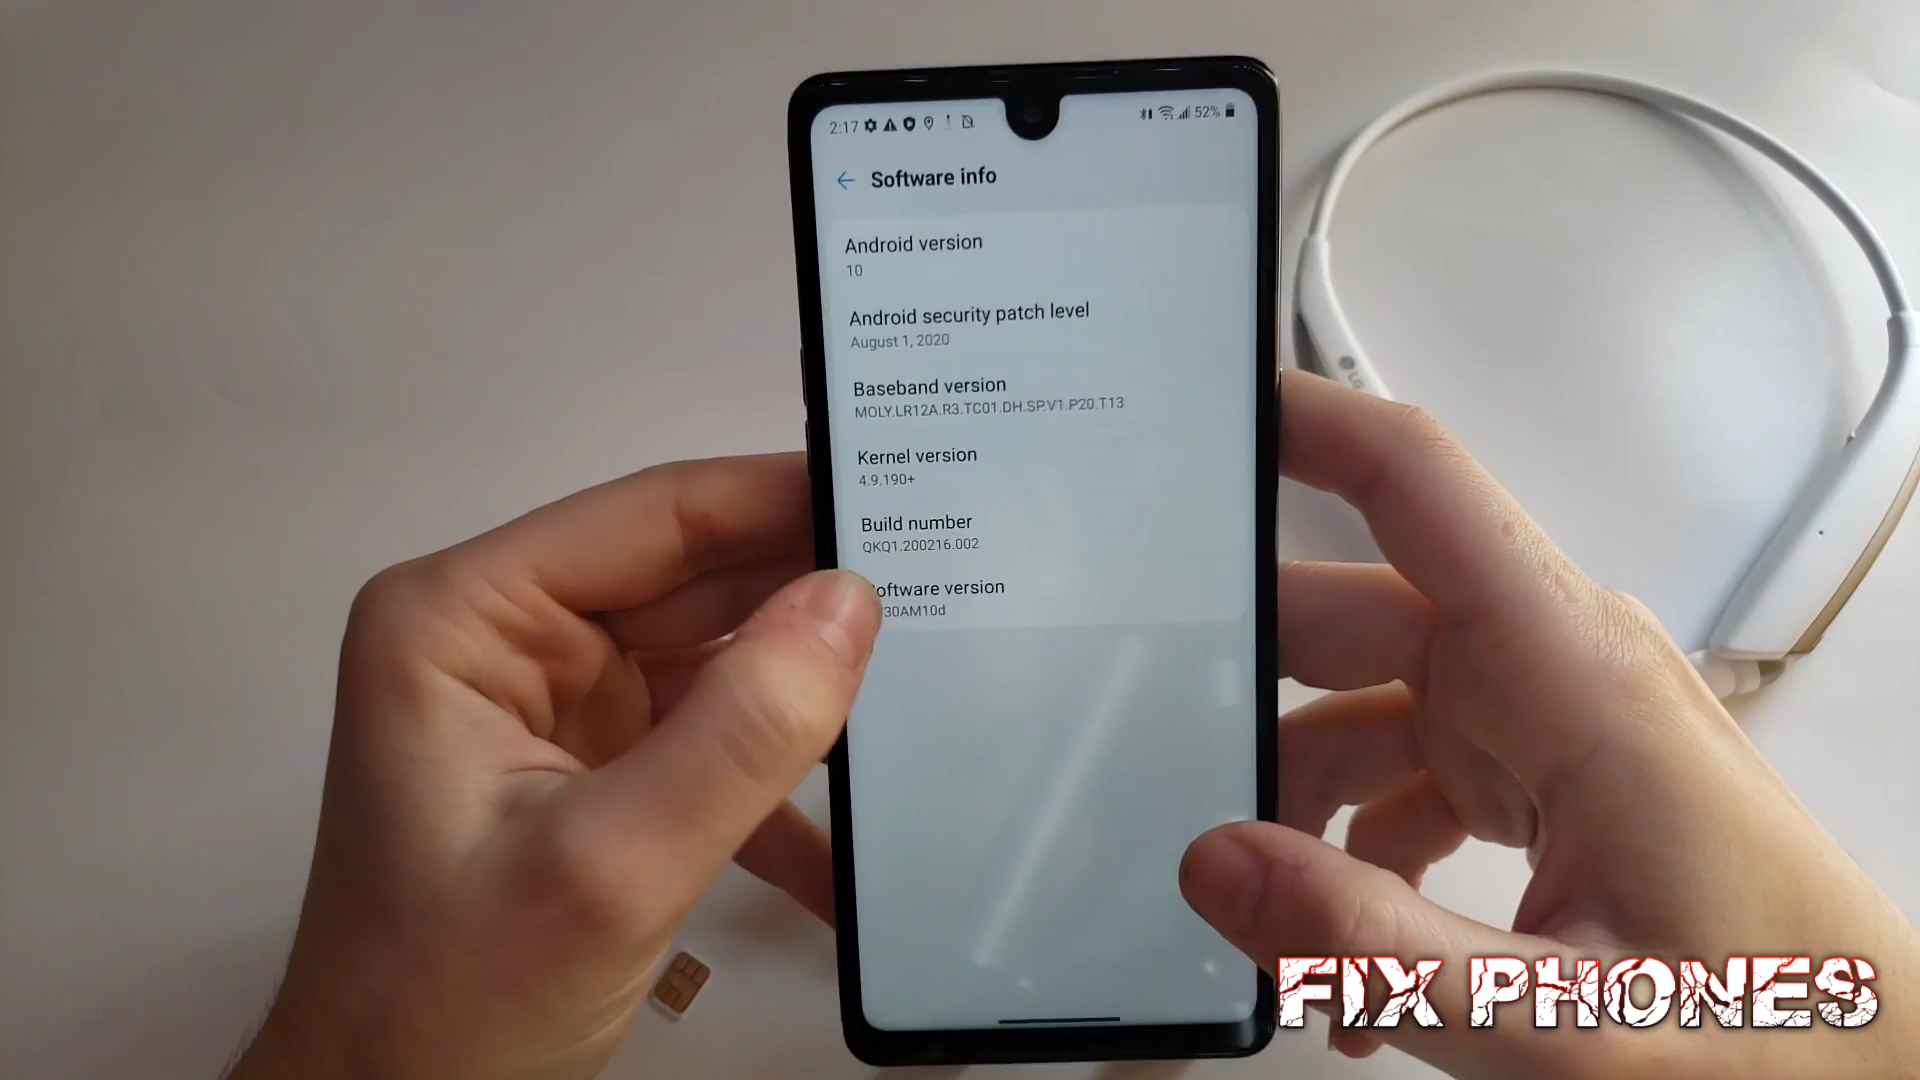 2:17
52%
Software info
Android version
10
Android security patch level
August 1, 2020
Baseband version
MOLY.LR12A.R3.TC01.DH.SP.V1.P20.T13
Kernel version
4.9.190+
Build number
QKQ1.200216.002
oftware version
30AM10d
LG
FIX PHONES